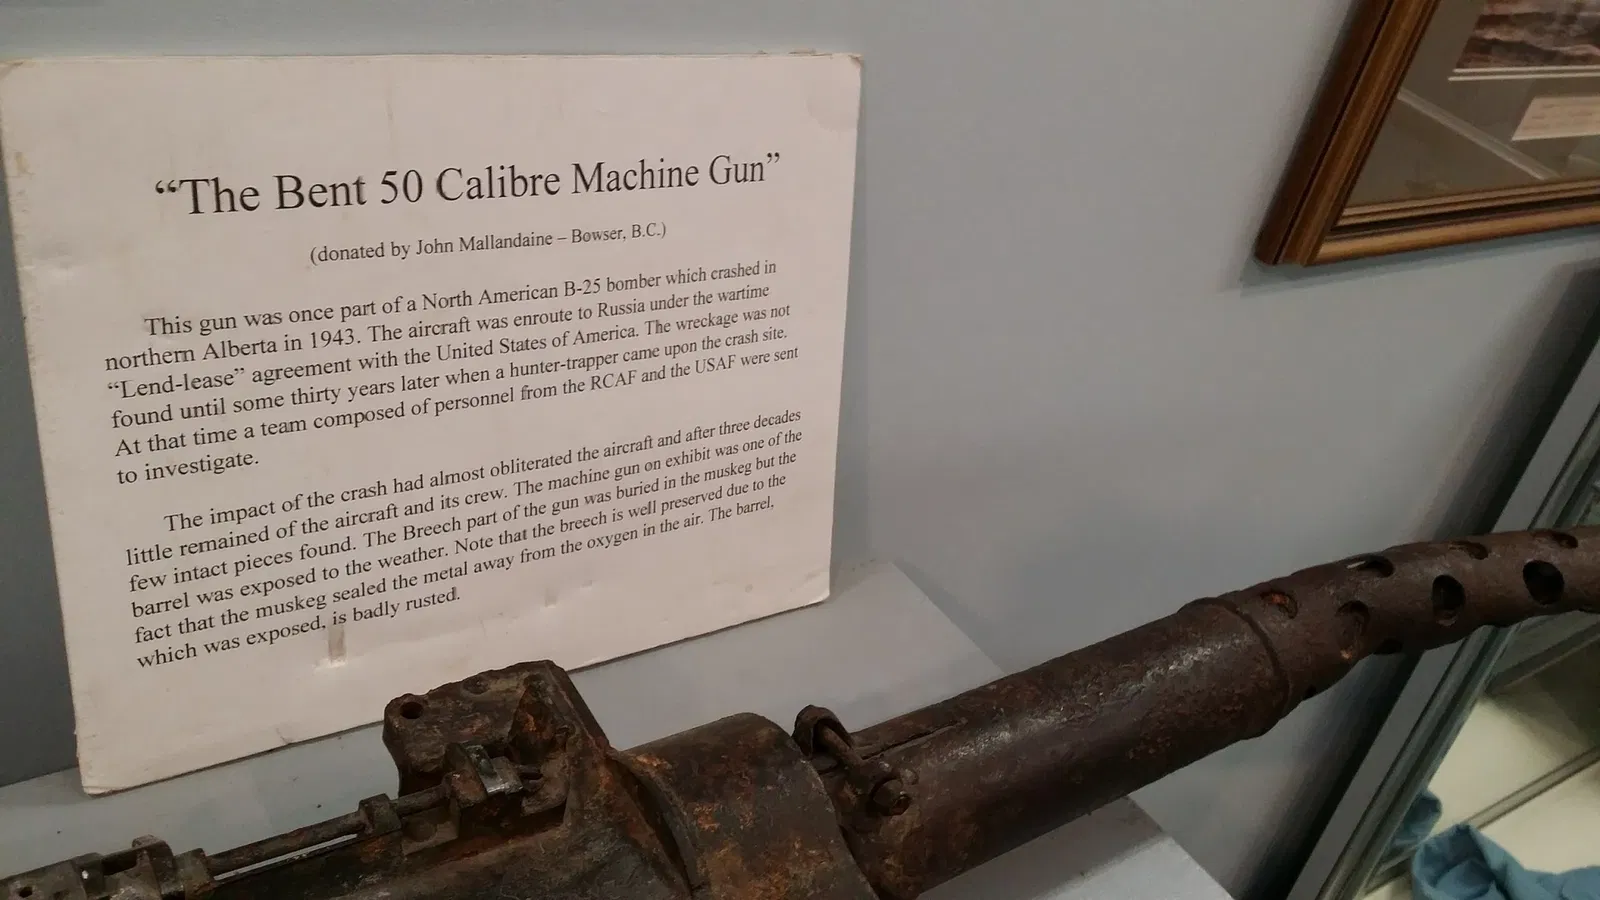 “The Bent 50 Calibre Machine Gun”
(donated by John Mallandaine – Bowser, B.C.)
This gun was once part of a North American B-25 bomber which crashed in
northern Alberta in 1943. The aircraft was enroute to Russia under the wartime
“Lend-lease” agreement with the United States of America. The wreckage was not
found until some thirty years later when a hunter-trapper came upon the crash site.
At that time a team composed of personnel from the RCAF and the USAF were sent
to investigate.
The impact of the crash had almost obliterated the aircraft and after three decades
little remained of the aircraft and its crew. The machine gun on exhibit was one of the
few intact pieces found. The Breech part of the gun was buried in the muskeg but the
barrel was exposed to the weather. Note that the breech is well preserved due to the
fact that the muskeg sealed the metal away from the oxygen in the air. The barrel,
which was exposed, is badly rusted.